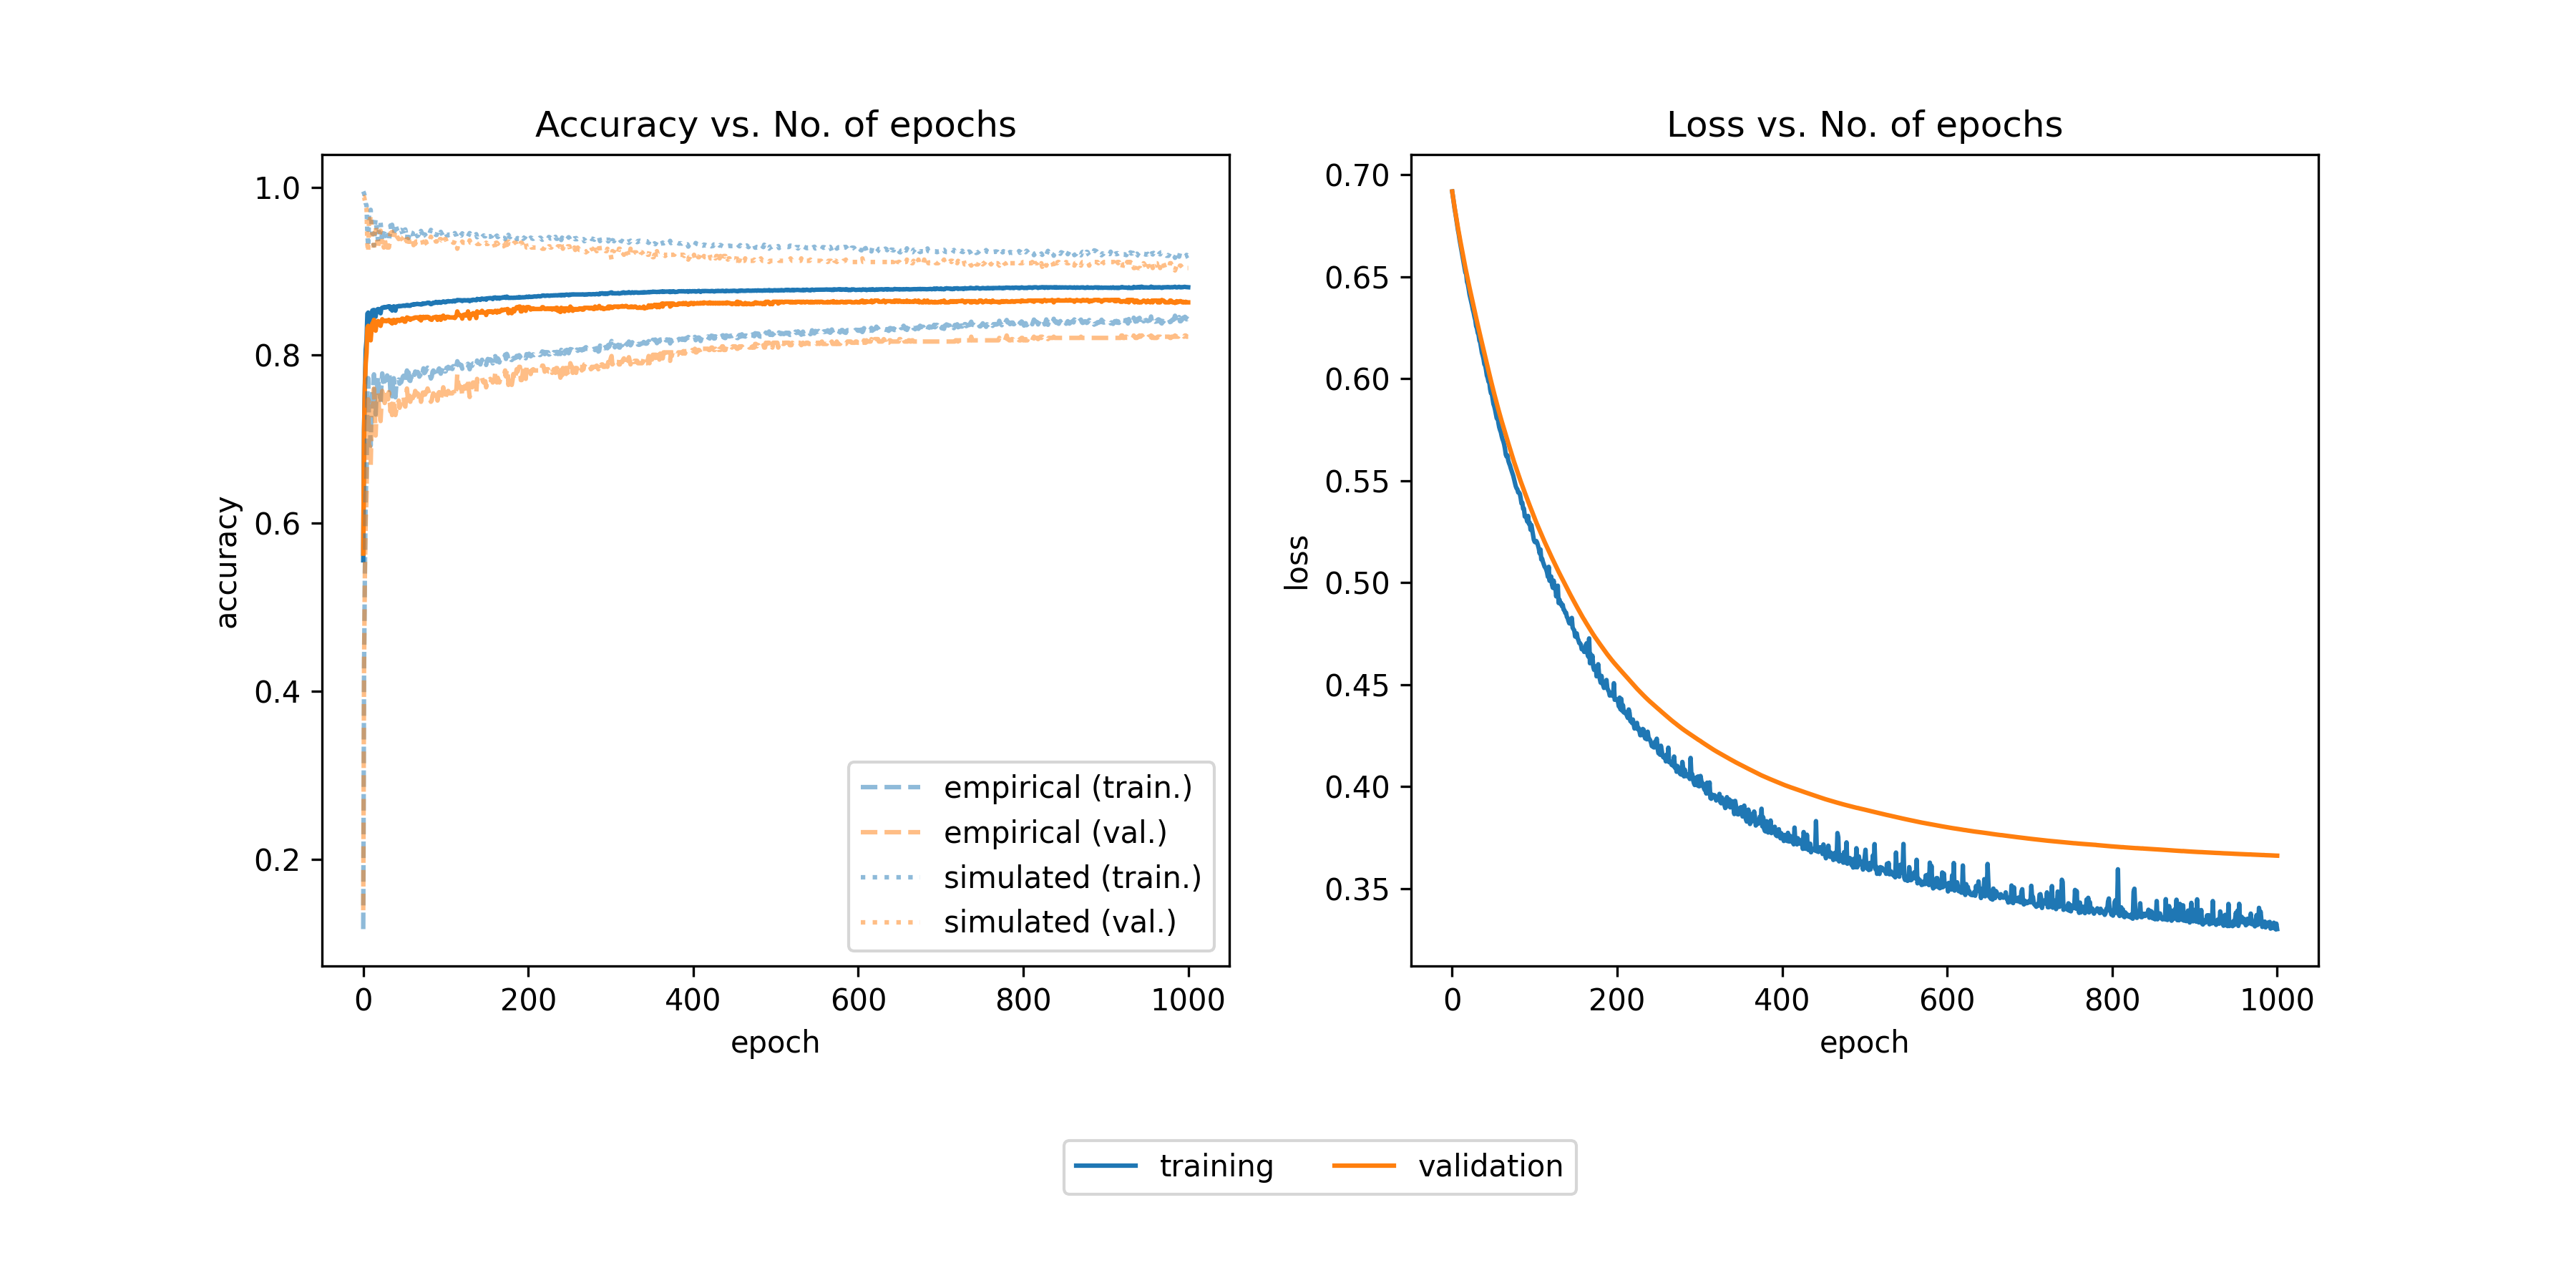 Accuracy vs. No. of epochs
1.0
0.8
0.6
0.4
0.2
accuracy
0
200
400
600
800
1000
epoch
empirical (train.)
empirical (val.)
simulated (train.)
simulated (val.)
Loss vs. No. of epochs
0.70
0.65
0.60
0.55
0.50
0.45
0.40
0.35
loss
0
200
400
600
800
1000
epoch
training
validation